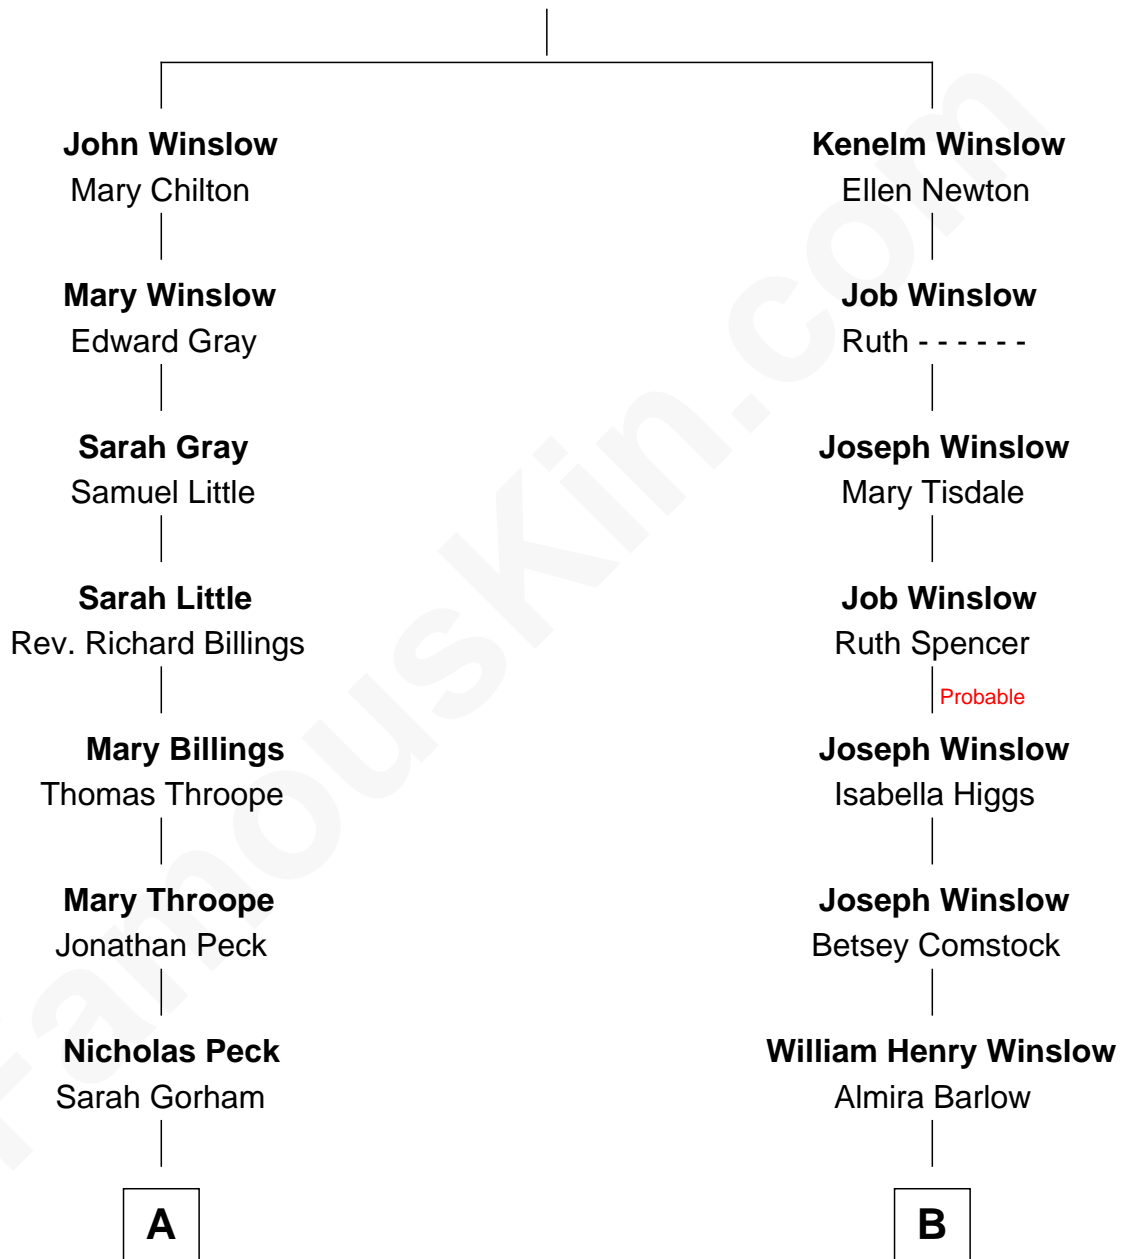 John Winslow
Mary Chilton
Kenelm Winslow
Ellen Newton
Mary Winslow
Edward Gray
Job Winslow
Ruth - - - - - -
Sarah Gray
Samuel Little
Joseph Winslow
Mary Tisdale
Sarah Little
Rev. Richard Billings
Job Winslow
Ruth Spencer
Probable
Mary Billings
Thomas Throope
Joseph Winslow
Isabella Higgs
Mary Throope
Jonathan Peck
Joseph Winslow
Betsey Comstock
Nicholas Peck
Sarah Gorham
William Henry Winslow
Almira Barlow
A
B
FamousKin.com